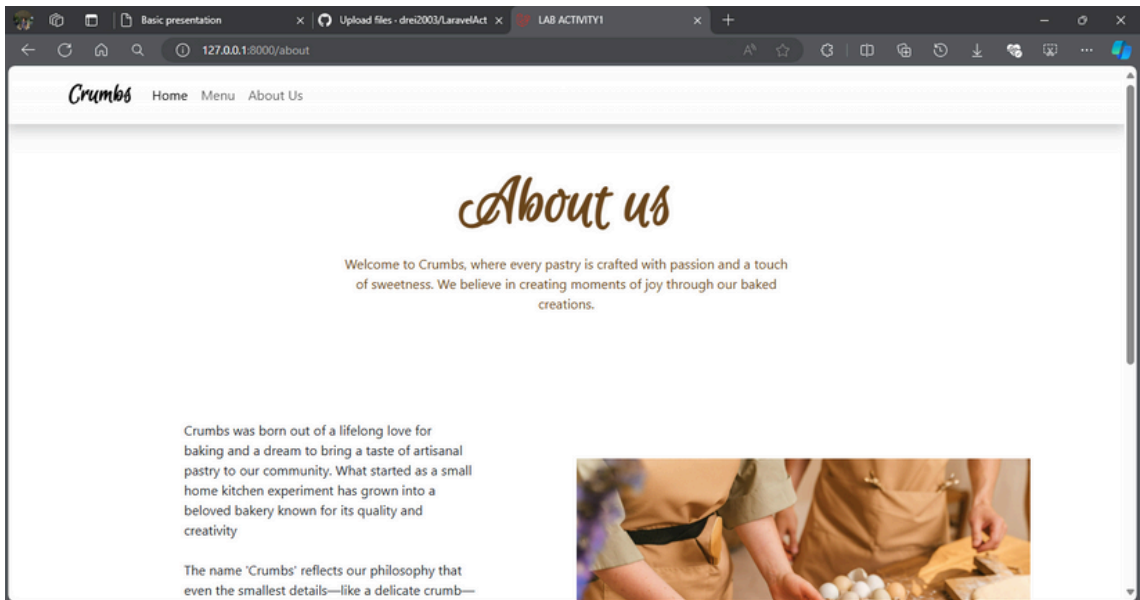 Basic presentation
Upload files · drei2003/LaravelAct
LAB ACTIVITY1
127.0.0.1:8000/about
Crumbs Home Menu About Us
About us
Welcome to Crumbs, where every pastry is crafted with passion and a touch
of sweetness. We believe in creating moments of joy through our baked
creations.
Crumbs was born out of a lifelong love for
baking and a dream to bring a taste of artisanal
pastry to our community. What started as a small
home kitchen experiment has grown into a
beloved bakery known for its quality and
creativity
The name 'Crumbs' reflects our philosophy that
even the smallest details—like a delicate crumb—